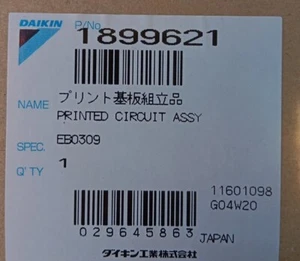 DAIKIN P/No. 1899621
NAME プリント基板組立品
PRINTED CIRCUIT ASSY
SPEC. EB0309
Q'TY 1
11601098
G04W20
029645863
JAPAN
ダイキン工業株式会社